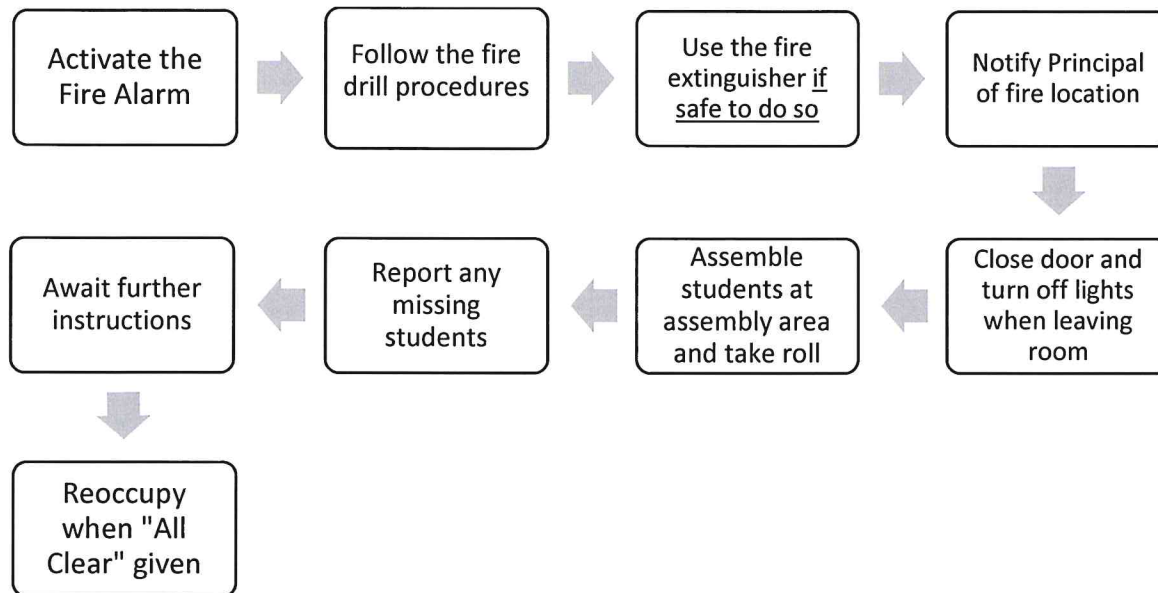 Activate the
Fire Alarm
Follow the fire
drill procedures
Use the fire
extinguisher if
safe to do so
Notify Principal
of fire location
Close door and
turn off lights
when leaving
room
Assemble
students at
assembly area
and take roll
Report any
missing
students
Await further
instructions
Reoccupy
when "All
Clear" given